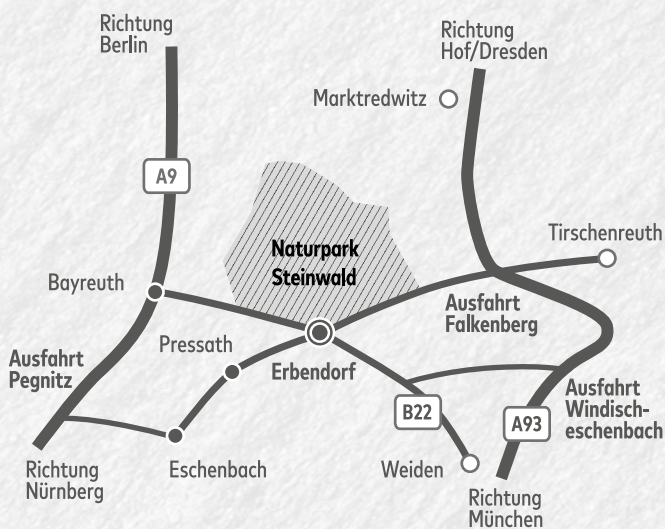 Richtung
Berlin
Richtung
Hof/Dresden
Marktredwitz
A9
Tirschenreuth
Naturpark
Steinwald
Bayreuth
Ausfahrt
Falkenberg
Pressath
Ausfahrt
Pegnitz
Erbendorf
Ausfahrt
Windisch-
eschenbach
B22
A93
Eschenbach
Weiden
Richtung
Nürnberg
Richtung
München